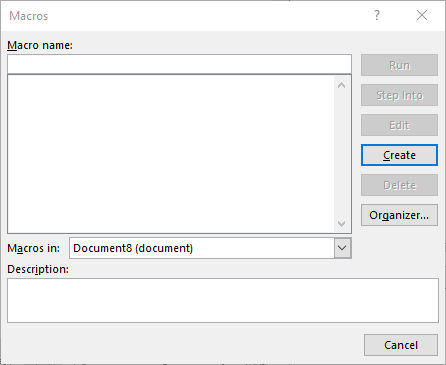 Macros
?
Macro name:
Run
Step Into
Edit
Create
Delete
Organizer...
Macros in:
Document8 (document)
Description:
Cancel